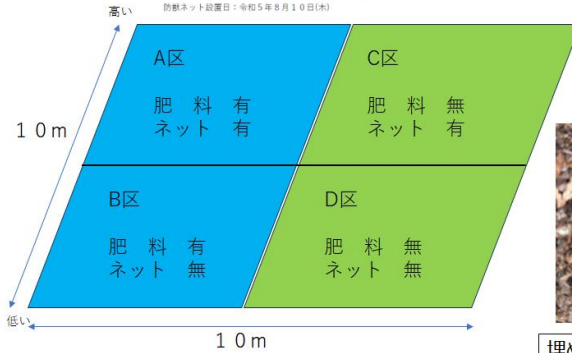 防獣ネット設置日：令和5年8月10日(木)
高い
A区
肥料 有
ネット 有
C区
肥料 無
ネット 有
10m
B区
肥料 有
ネット 無
D区
肥料 無
ネット 無
低い
10m